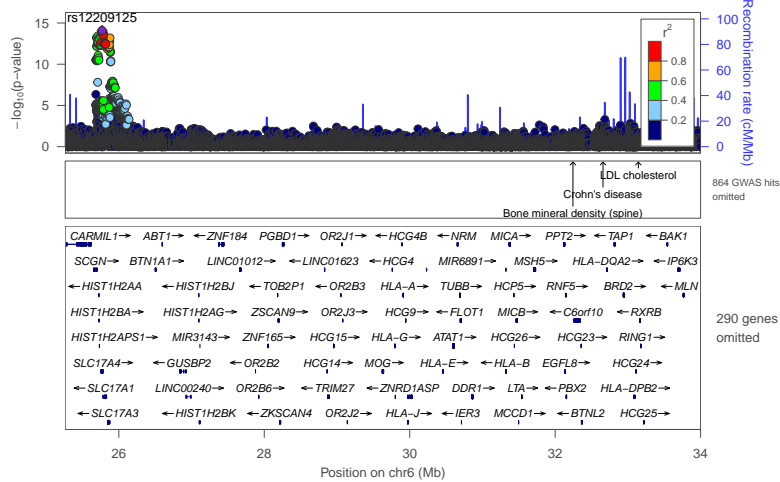 rs12209125
15
10
5
0
−log10(p−value)
100
80
60
40
20
0
Recombination rate (cM/Mb)
r2
0.8
0.6
0.4
0.2
LDL cholesterol
Crohn's disease
Bone mineral density (spine)
864 GWAS hits
omitted
CARMIL1→ ABT1→ ←ZNF184 PGBD1→ OR2J1→ ←HCG4B ←NRM MICA→ PPT2→ ←TAP1 ←BAK1
SCGN→ BTN1A1→ LINC01012→ ←LINC01623 ←HCG4 MIR6891→ ←MSH5→ HLA−DQA2→ ←IP6K3
←HIST1H2AA ←HIST1H2BJ ←TOB2P1 ←OR2B3 HLA−A→ TUBB→ HCP5→ RNF5→ BRD2→ ←MLN
HIST1H2BA→ ←HIST1H2AG→ ZSCAN9→ OR2J3→ HCG9→ ←FLOT1 MICB→ ←C6orf10 ←RXRB
HIST1H2APS1→ MIR3143→ ZNF165→ HCG15→ HLA−G→ ATAT1→ HCG26→ HCG23→ RING1→
SLC17A4→ ←GUSBP2 ←OR2B2 HCG14→ MOG→ HLA−E→ ←HLA−B EGFL8→ HCG24→
←SLC17A1 LINC00240→ OR2B6→ ←TRIM27 ←ZNRD1ASP DDR1→ LTA→ ←PBX2 HLA−DPB2→
←SLC17A3 ←HIST1H2BK ←ZKSCAN4 ←OR2J2→ ←HLA−J→ ←IER3 MCCD1→ ←BTNL2 HCG25→
290 genes
omitted
26 28 30 32 34
Position on chr6 (Mb)